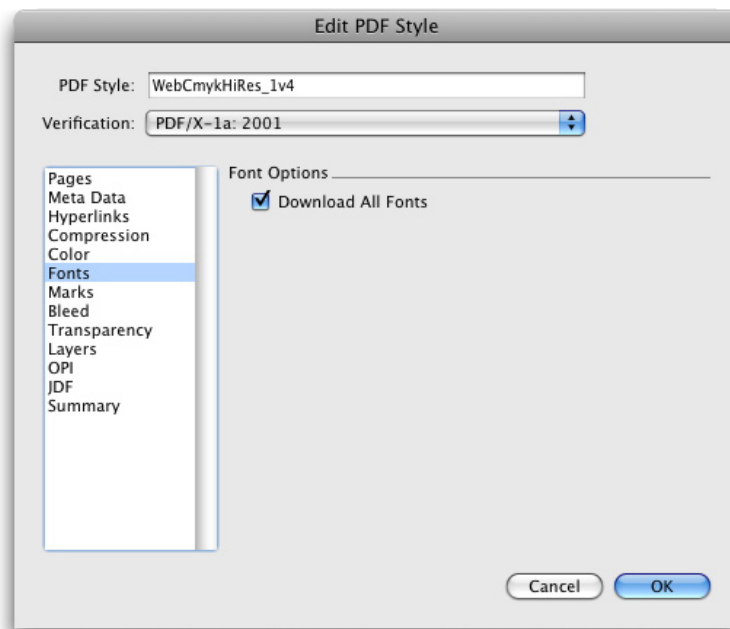 Edit PDF Style
PDF Style: WebCmykHiRes_1v4
Verification: PDF/X-1a: 2001
Pages
Meta Data
Hyperlinks
Compression
Color
Fonts
Marks
Bleed
Transparency
Layers
OPI
JDF
Summary
Font Options
Download All Fonts
Cancel OK